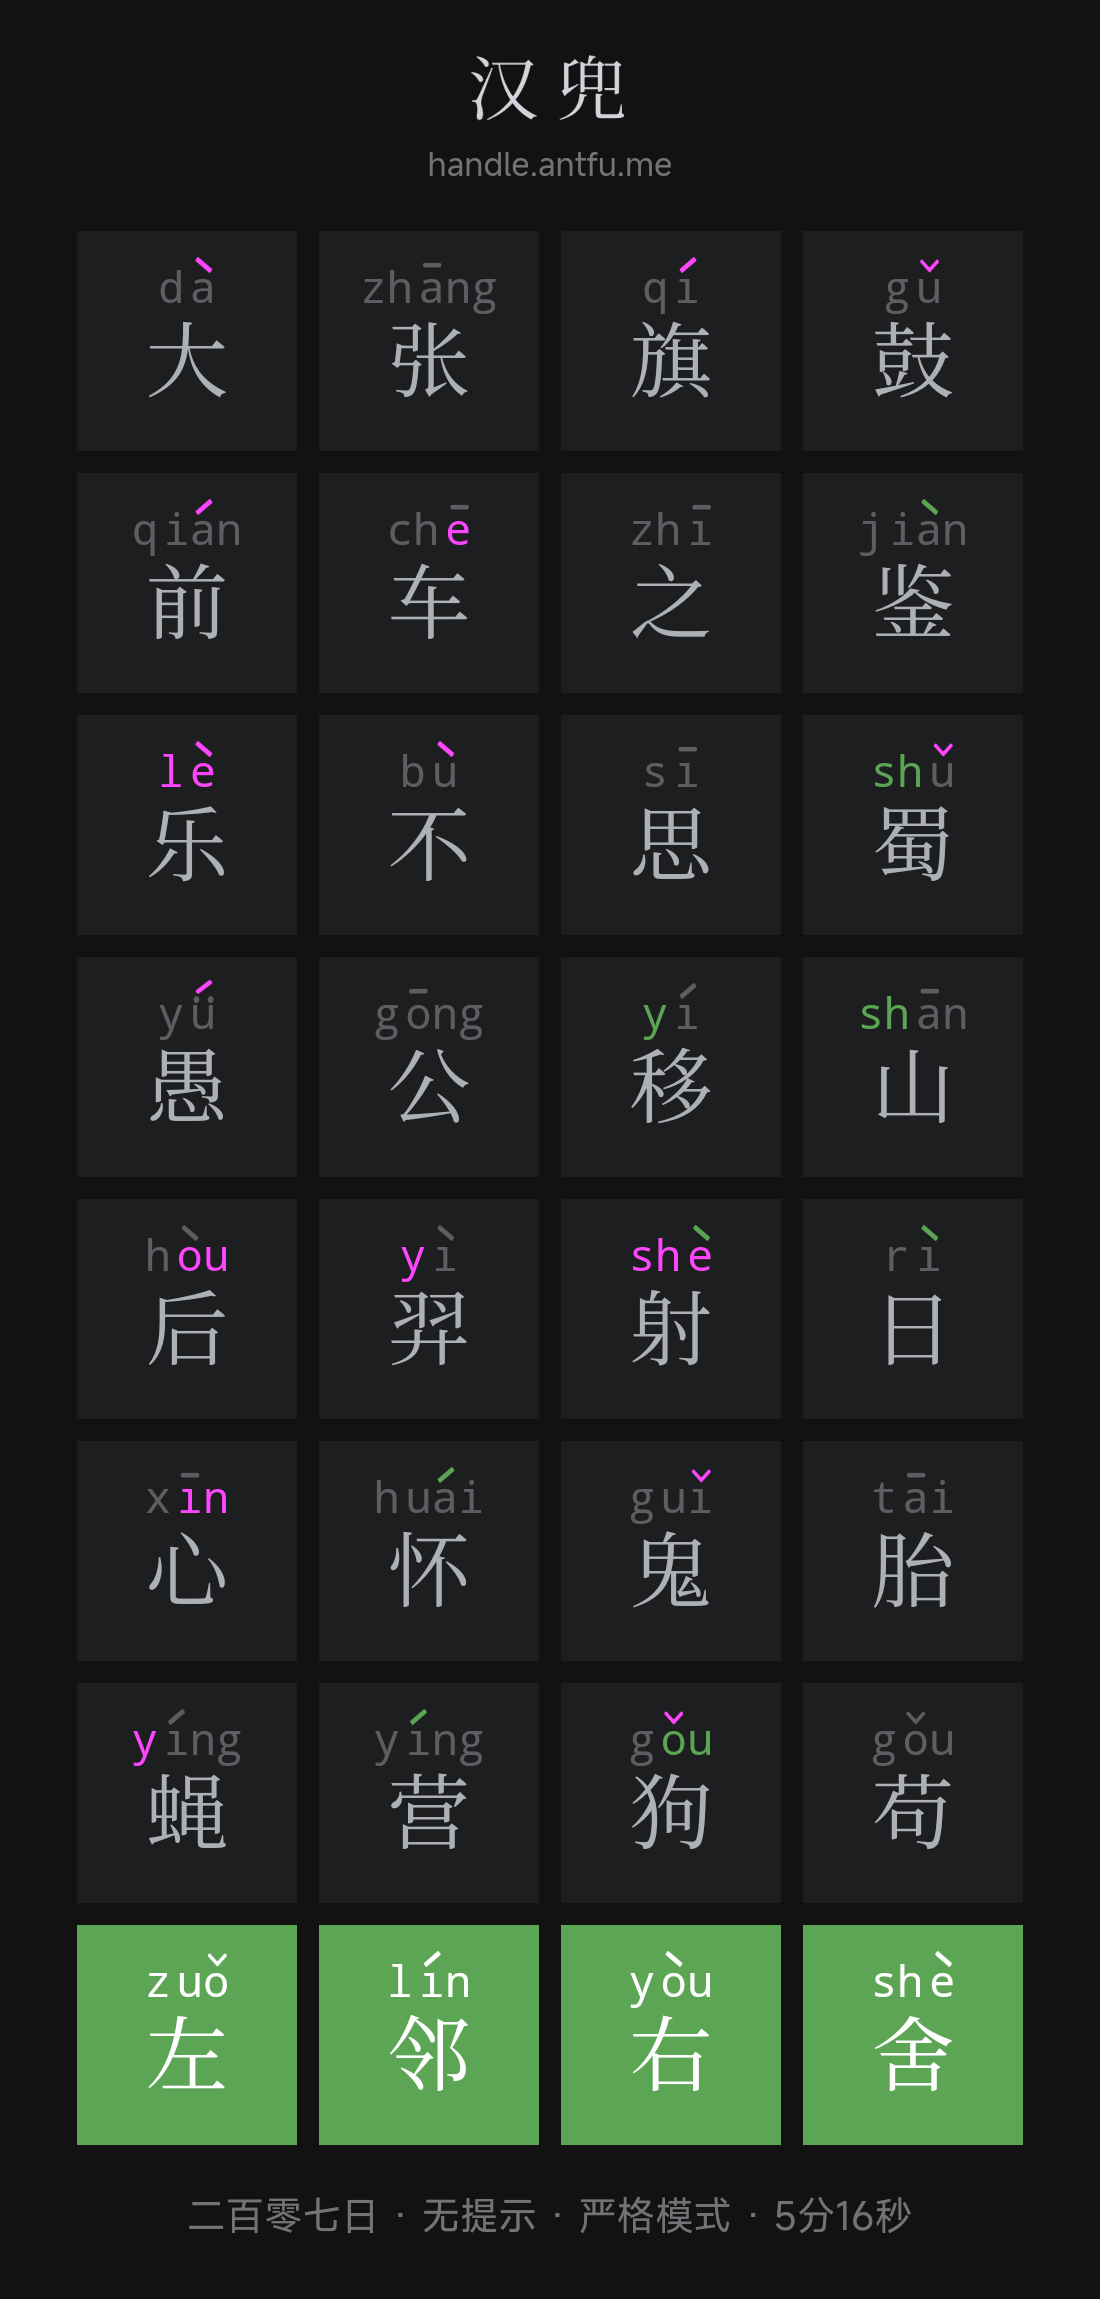 汉兜
handle.antfu.me
dà zhāng qí gǔ
大 张 旗 鼓
qián chē zhī jiàn
前 车 之 鉴
lè bù sī shǔ
乐 不 思 蜀
yǘ gōng yí shān
愚 公 移 山
hòu yì shè rì
后 羿 射 日
xīn huái guǐ tāi
心 怀 鬼 胎
yíng yíng gǒu gǒu
蝇 营 狗 苟
zuǒ lín yòu shè
左 邻 右 舍
二百零七日 · 无提示 · 严格模式 · 5分16秒